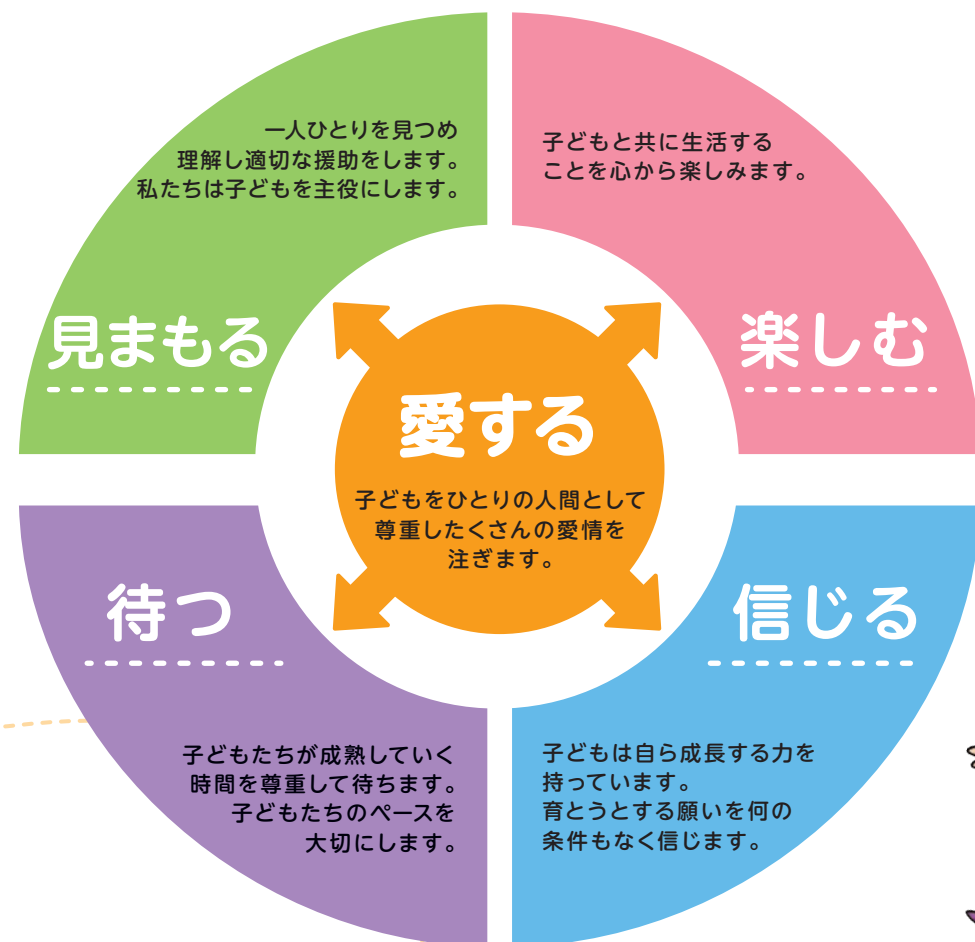 一人ひとりを見つめ
理解し適切な援助をします。
私たちは子どもを主役にします。
見まもる
子どもと共に生活する
ことを心から楽しみます。
楽しむ
愛する
子どもをひとりの人間として
尊重したくさんの愛情を
注ぎます。
待つ
子どもたちが成熟していく
時間を尊重して待ちます。
子どもたちのペースを
大切にします。
信じる
子どもは自ら成長する力を
持っています。
育とうとする願いを何の
条件もなく信じます。